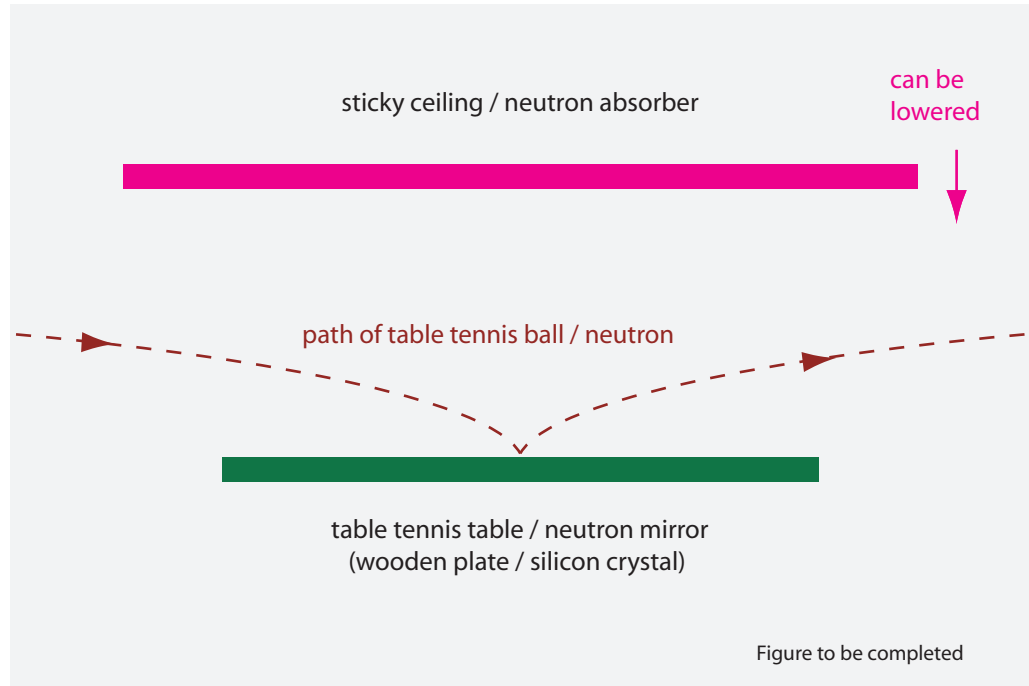 sticky ceiling / neutron absorber
can be
lowered
path of table tennis ball / neutron
table tennis table / neutron mirror
(wooden plate / silicon crystal)
Figure to be completed